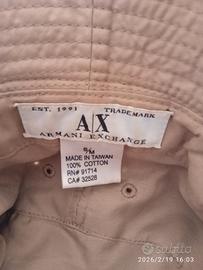 EST. 1991 TRADEMARK
A|X
ARMANI EXCHANGE
S/M
MADE IN TAIWAN
100% COTTON
RN# 91714
CA# 32528
subito
2026/2/19 16:03